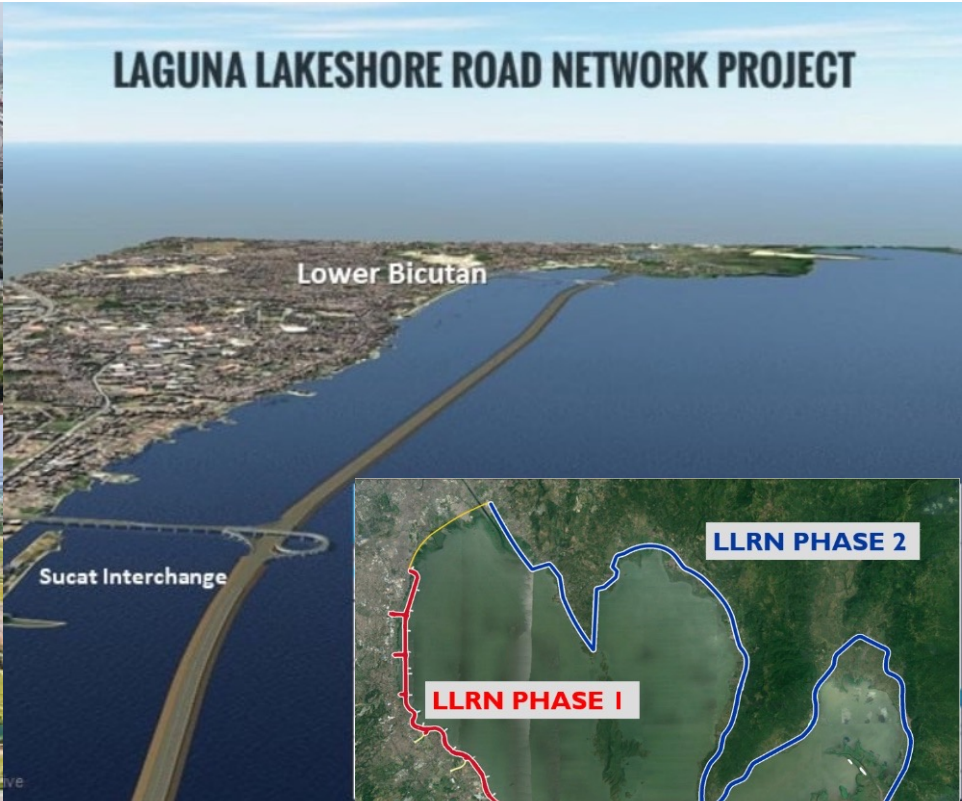 LAGUNA LAKESHORE ROAD NETWORK PROJECT
Lower Bicutan
Sucat Interchange
LLRN PHASE 2
LLRN PHASE 1